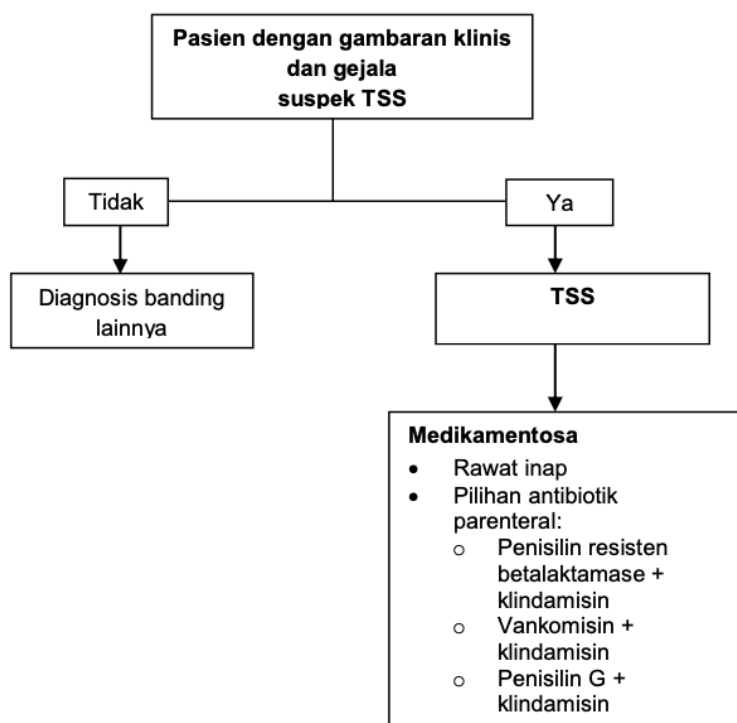 Pasien dengan gambaran klinis
dan gejala
suspek TSS
Tidak
Ya
Diagnosis banding
lainnya
TSS
Medikamentosa
• Rawat inap
• Pilihan antibiotik
parenteral:
o Penisilin resisten
betalaktamase +
klindamisin
o Vankomisin +
klindamisin
o Penisilin G +
klindamisin